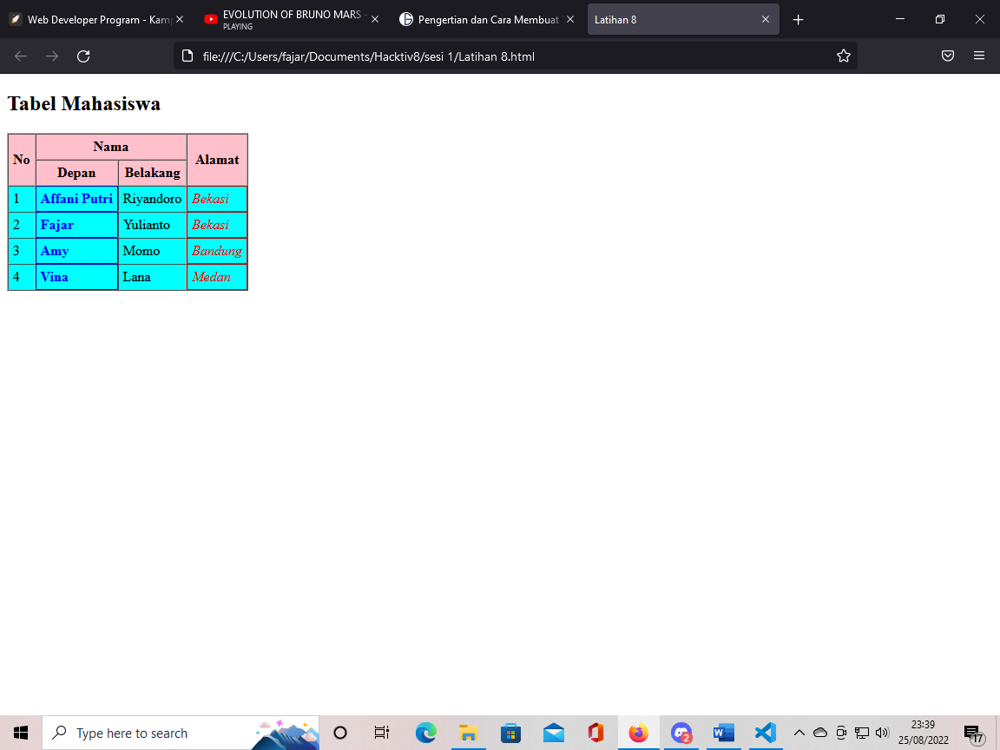 Web Developer Program - Kamp
EVOLUTION OF BRUNO MARS -
PLAYING
Pengertian dan Cara Membuat
Latihan 8
file:///C:/Users/fajar/Documents/Hacktiv8/sesi 1/Latihan 8.html
Tabel Mahasiswa
No Nama Alamat
Depan Belakang
1 Affani Putri Riyandoro Bekasi
2 Fajar Yulianto Bekasi
3 Amy Momo Bandung
4 Vina Lana Medan
Type here to search
2
23:39
25/08/2022
17